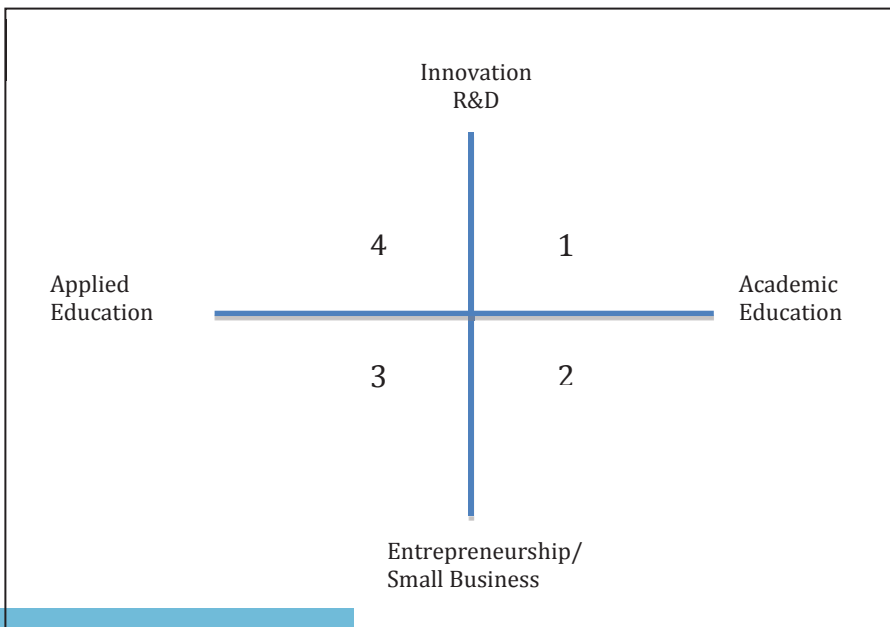 Innovation
R&D
4
1
Applied
Education
Academic
Education
3
2
Entrepreneurship/
Small Business